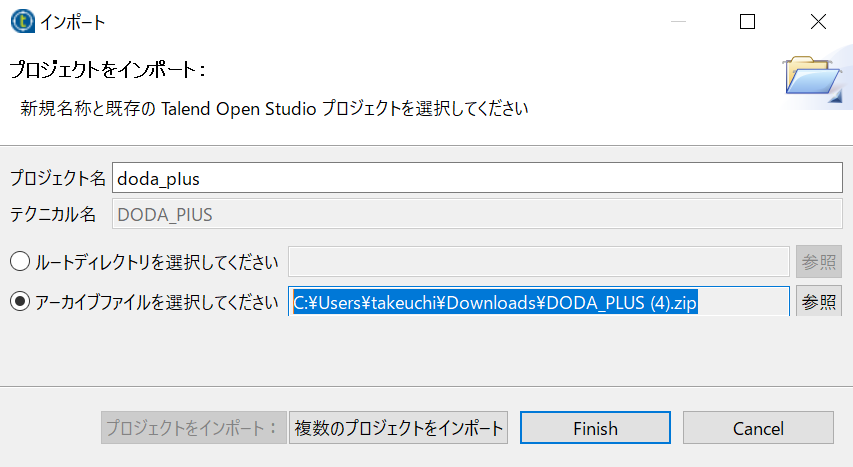 インポート
プロジェクトをインポート：
新規名称と既存の Talend Open Studio プロジェクトを選択してください
プロジェクト名 doda_plus
テクニカル名 DODA_PlUS
ルートディレクトリを選択してください 参照
アーカイブファイルを選択してください C:¥Users¥takeuchi¥Downloads¥DODA_PLUS (4).zip 参照
プロジェクトをインポート： 複数のプロジェクトをインポート Finish Cancel